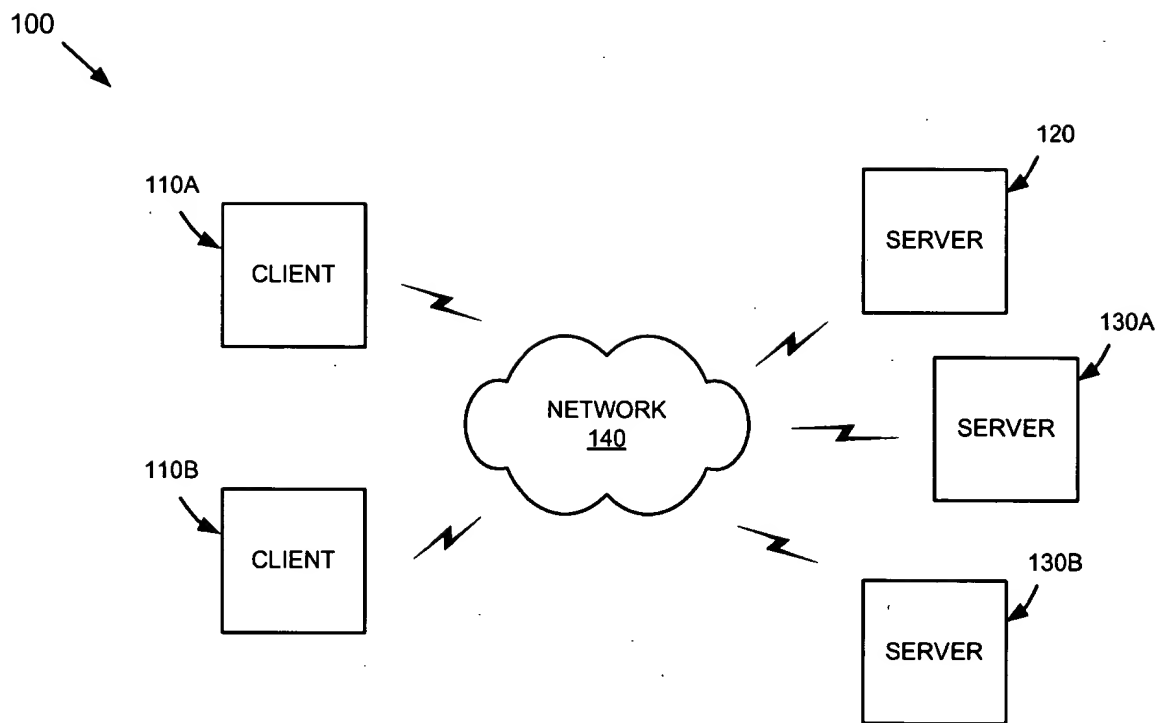 100
110A
CLIENT
120
SERVER
130A
SERVER
NETWORK
140
110B
CLIENT
130B
SERVER